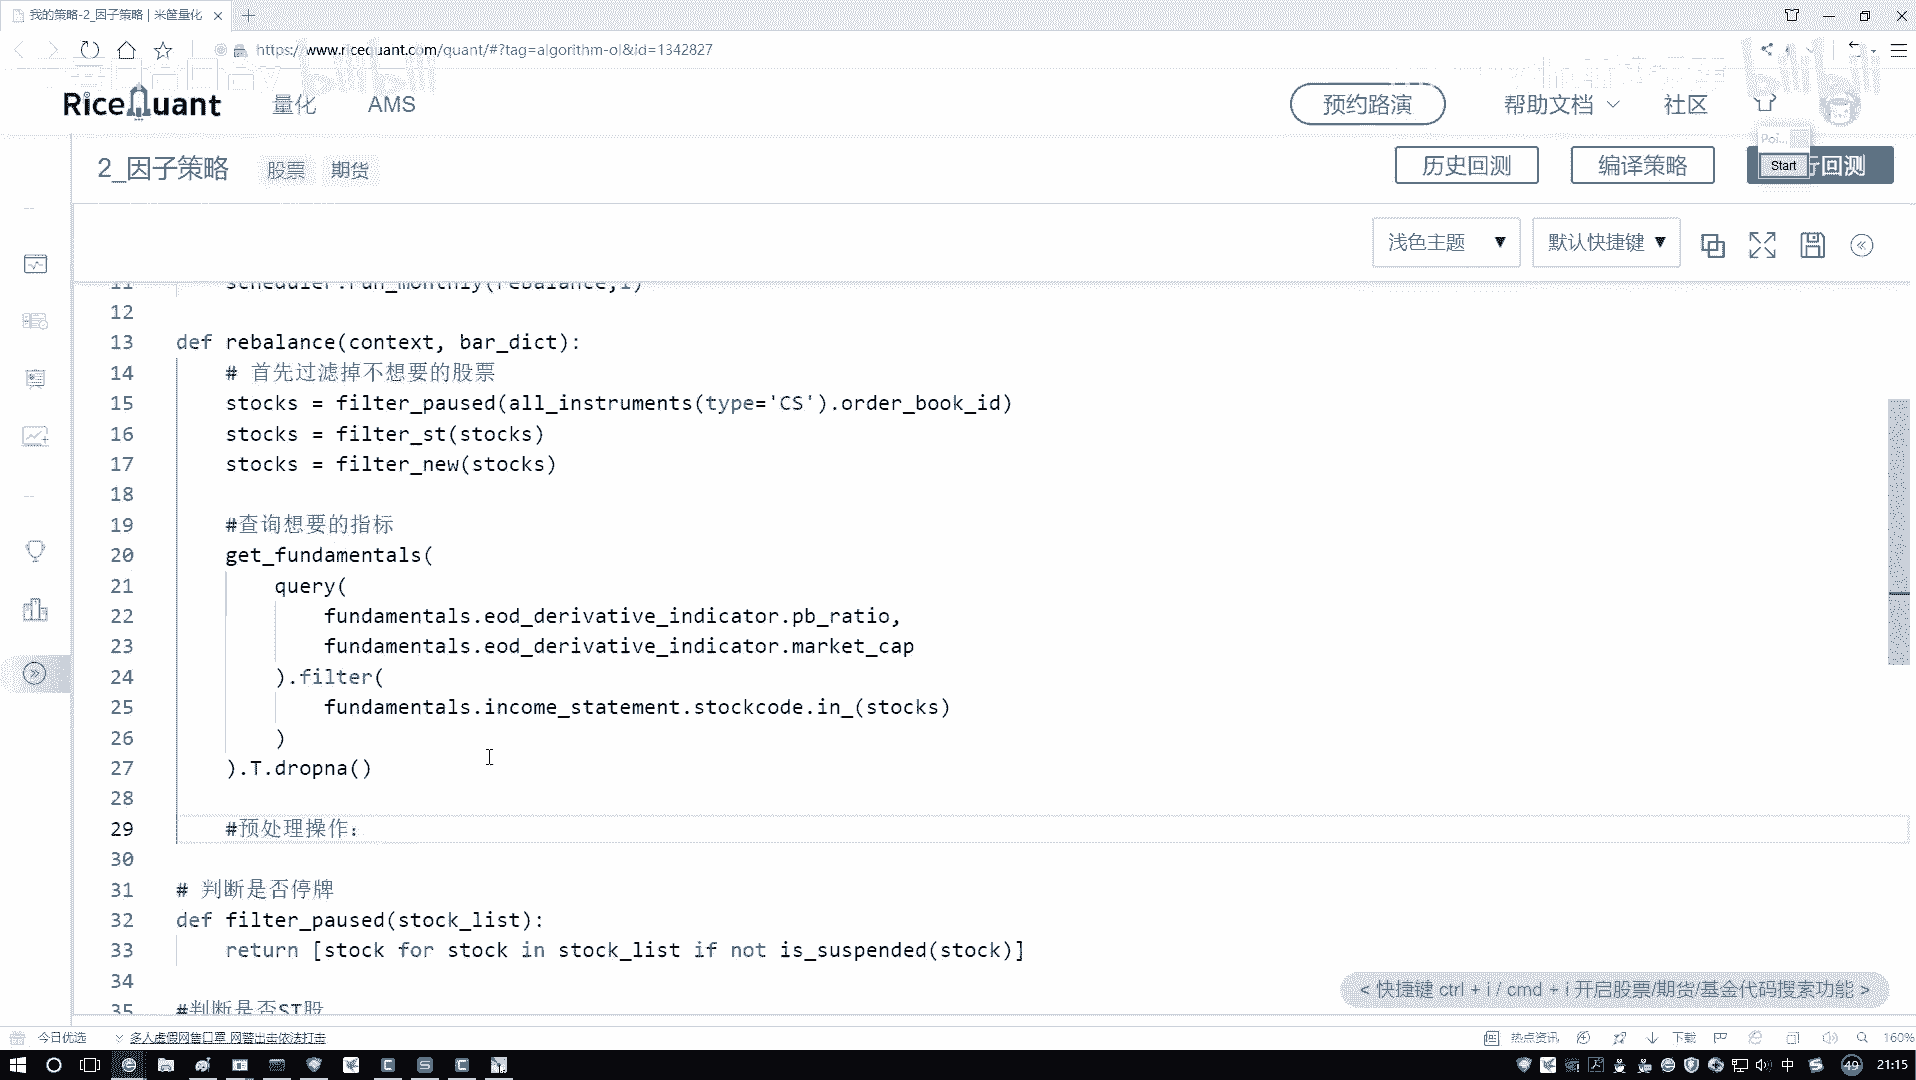 我的策略-2_因子策略 | 米筐量化
https://www.ricequant.com/quant/#?tag=algorithm-ol&id=1342827
RiceQuant 量化 AMS 预约路演 帮助文档 社区
Poi...
2_因子策略 股票 期货 历史回测 编译策略 Start 行回测
浅色主题 默认快捷键
11 scheduler.run_monthly(rebalance,1)
12
13 def rebalance(context, bar_dict):
14 # 首先过滤掉不想要的股票
15 stocks = filter_paused(all_instruments(type='CS').order_book_id)
16 stocks = filter_st(stocks)
17 stocks = filter_new(stocks)
18
19 #查询想要的指标
20 get_fundamentals(
21 query(
22 fundamentals.eod_derivative_indicator.pb_ratio,
23 fundamentals.eod_derivative_indicator.market_cap
24 ).filter(
25 fundamentals.income_statement.stockcode.in_(stocks)
26 )
27 ).T.dropna()
28
29 #预处理操作：
30
31 # 判断是否停牌
32 def filter_paused(stock_list):
33 return [stock for stock in stock_list if not is_suspended(stock)]
34
35 #判断是否ST股
< 快捷键 ctrl + i / cmd + i 开启股票/期货/基金代码搜索功能 >
今日优选 多人虚假网售口罩 网警出击依法打击 热点资讯 下载 160%
中 49 21:15
bilibili